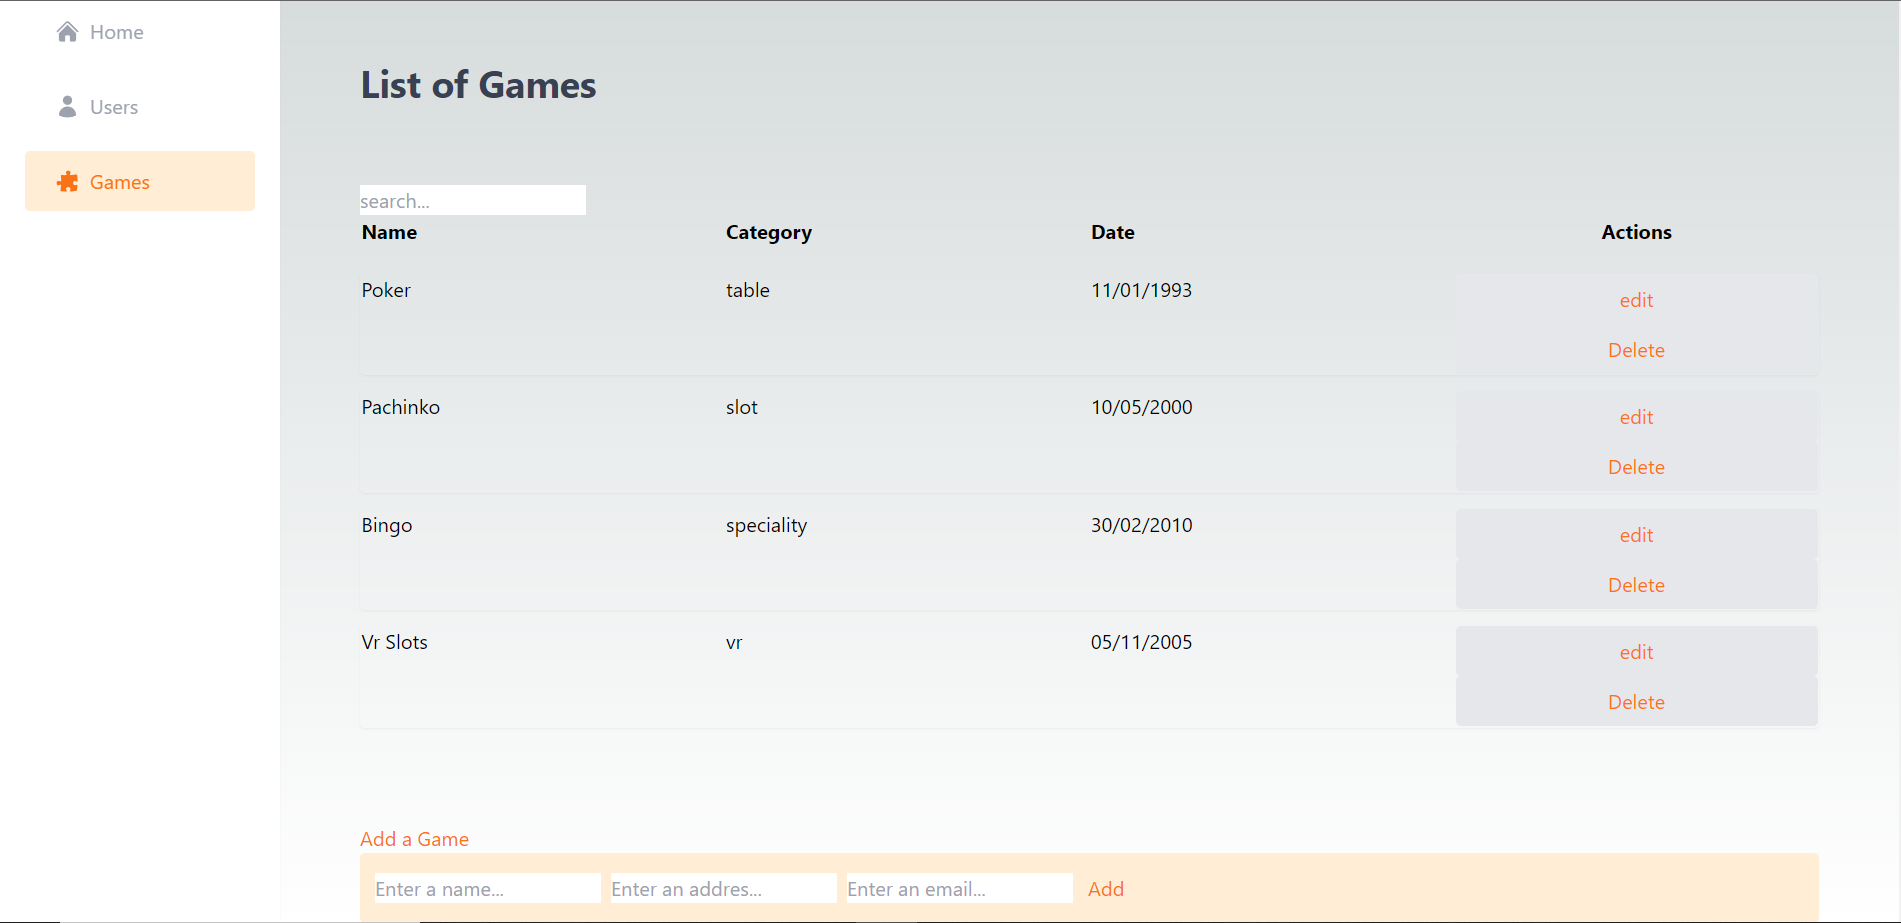 Home
Users
Games
List of Games
search...
Name Category Date Actions
Poker table 11/01/1993 edit
Delete
Pachinko slot 10/05/2000 edit
Delete
Bingo speciality 30/02/2010 edit
Delete
Vr Slots vr 05/11/2005 edit
Delete
Add a Game
Enter a name... Enter an addres... Enter an email... Add